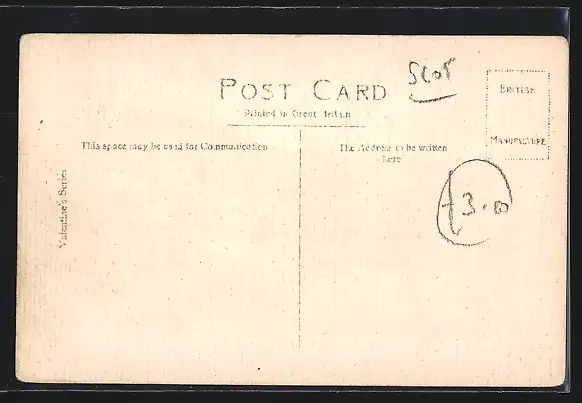 POST CARD
Scot
Printed in Great Britain
BRITISH
MANUFACTURE
This space may be used for Communication
The Address to be written
here
Valentine's Series
£3.00